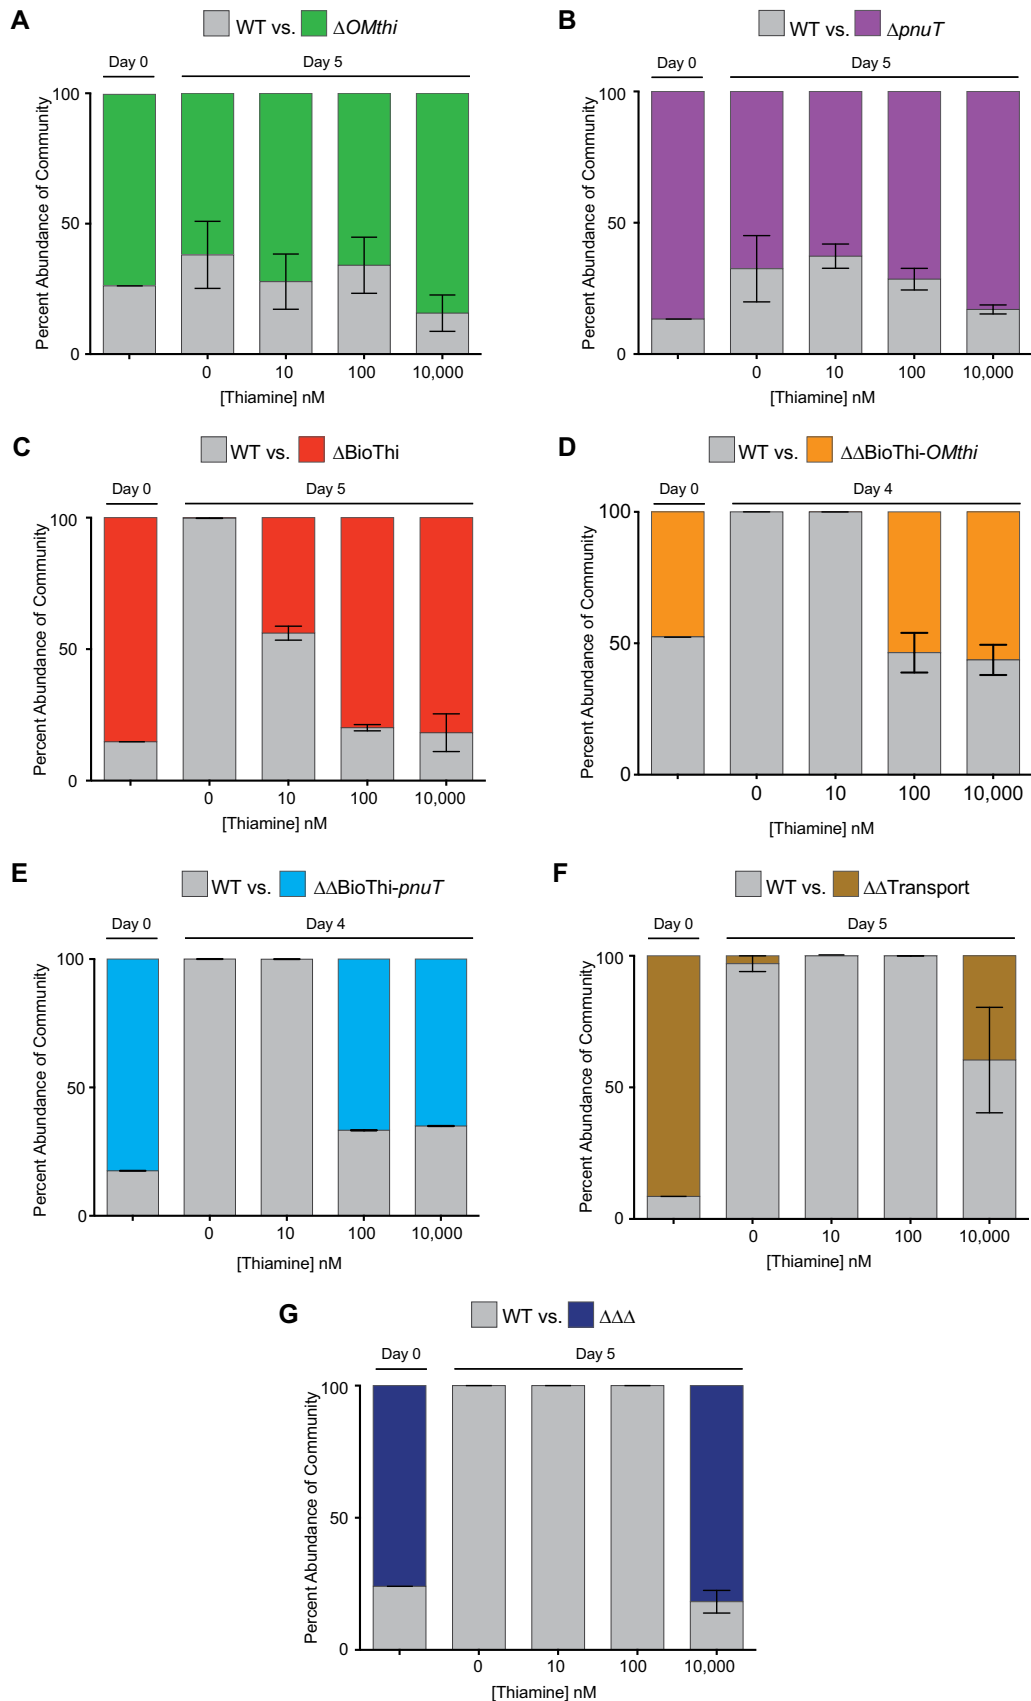 A
WT vs. ΔOMthi
Day 0
Day 5
Percent Abundance of Community
100
50
0
0 10 100 10,000
[Thiamine] nM
B
WT vs. ΔpnuT
Day 0
Day 5
Percent Abundance of Community
100
50
0
0 10 100 10,000
[Thiamine] nM
C
WT vs. ΔBioThi
Day 0
Day 5
Percent Abundance of Community
100
50
0
0 10 100 10,000
[Thiamine] nM
D
WT vs. ΔΔBioThi-OMthi
Day 0
Day 4
Percent Abundance of Community
100
50
0
0 10 100 10,000
[Thiamine] nM
E
WT vs. ΔΔBioThi-pnuT
Day 0
Day 4
Percent Abundance of Community
100
50
0
0 10 100 10,000
[Thiamine] nM
F
WT vs. ΔΔTransport
Day 0
Day 5
Percent Abundance of Community
100
50
0
0 10 100 10,000
[Thiamine] nM
G
WT vs. ΔΔΔ
Day 0
Day 5
Percent Abundance of Community
100
50
0
0 10 100 10,000
[Thiamine] nM